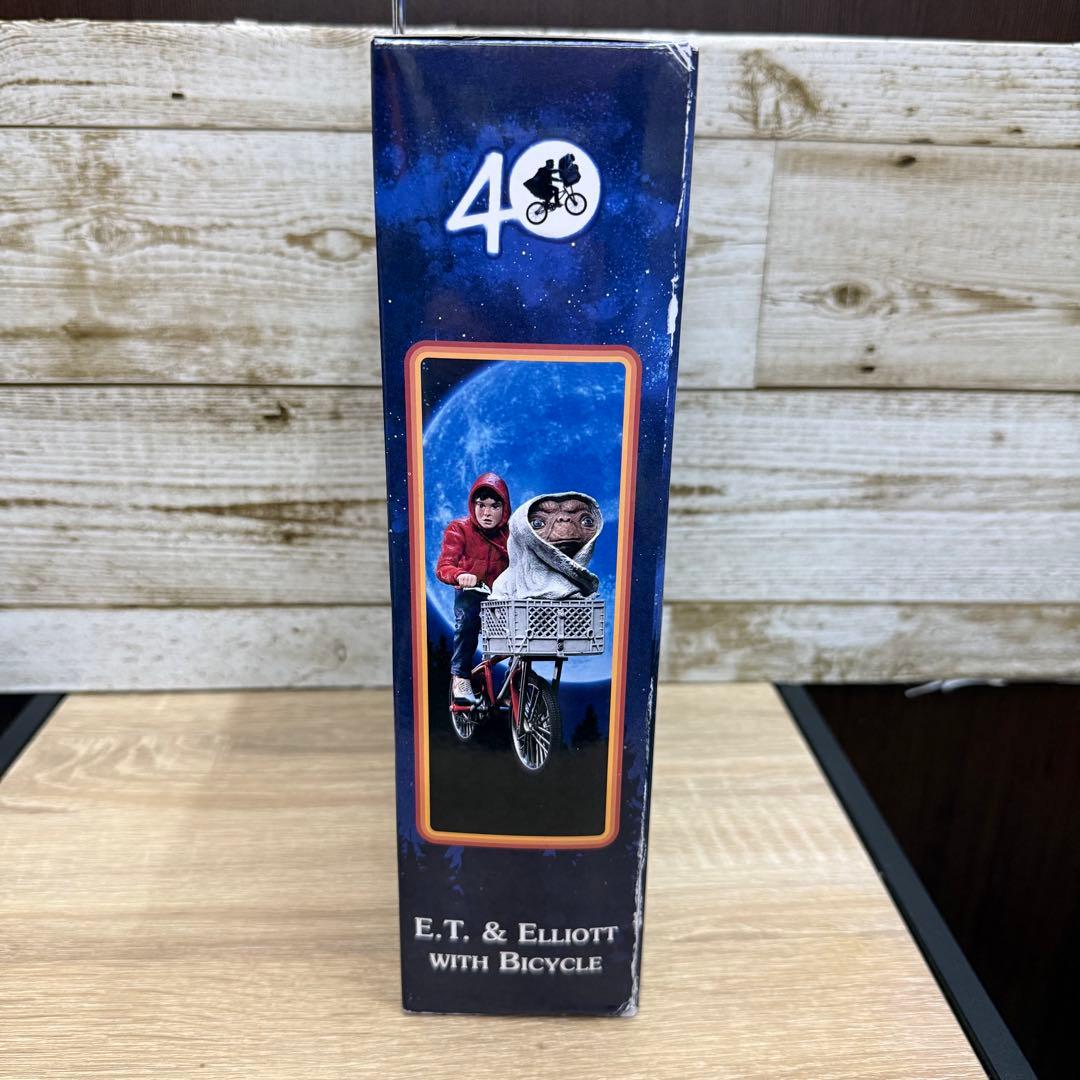 40
E.T. & ELLIOTT
WITH BICYCLE